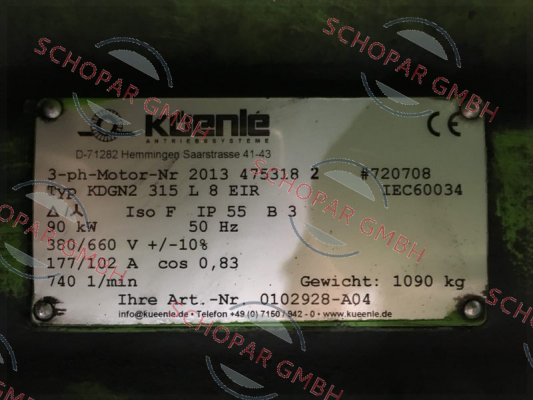 Küenle
ANTRIEBSSYSTEME
D-71282 Hemmingen Saarstrasse 41-43
CE
3-ph-Motor-Nr 2013 475318 2 #720708
TYP KDGN2 315 L 8 EIR IEC60034
Δ Y Iso F IP 55 B 3
90 kW 50 Hz
380/660 V +/-10%
177/102 A cos 0,83
740 1/min Gewicht: 1090 kg
Ihre Art.-Nr. 0102928-A04
info@kueenle.de • Telefon +49 (0) 7150 / 942 - 0 • www.kueenle.de
SCHOPAR GMBH
SCHOPAR GMBH
SCHOPAR GMBH
SCHOPAR GMBH
SCHOPAR GMBH
SCHOPAR GMBH